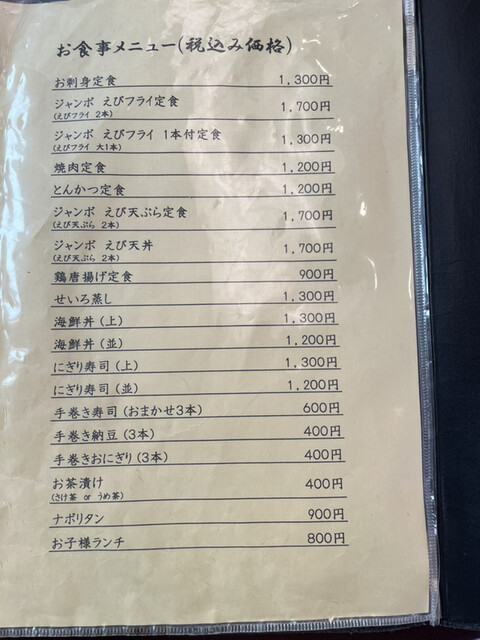 お食事メニュー(税込み価格)
お刺身定食 1,300円
ジャンボ えびフライ定食 1,700円
(えびフライ 2本)
ジャンボ えびフライ 1本付定食 1,300円
(えびフライ 大1本)
焼肉定食 1,200円
とんかつ定食 1,200円
ジャンボ えび天ぷら定食 1,700円
(えび天ぷら 2本)
ジャンボ えび天丼 1,700円
(えび天ぷら 2本)
鶏唐揚げ定食 900円
せいろ蒸し 1,300円
海鮮丼(上) 1,300円
海鮮丼(並) 1,200円
にぎり寿司(上) 1,300円
にぎり寿司(並) 1,200円
手巻き寿司(おまかせ3本) 600円
手巻き納豆(3本) 400円
手巻きおにぎり(3本) 400円
お茶漬け 400円
(さけ茶 or うめ茶)
ナポリタン 900円
お子様ランチ 800円